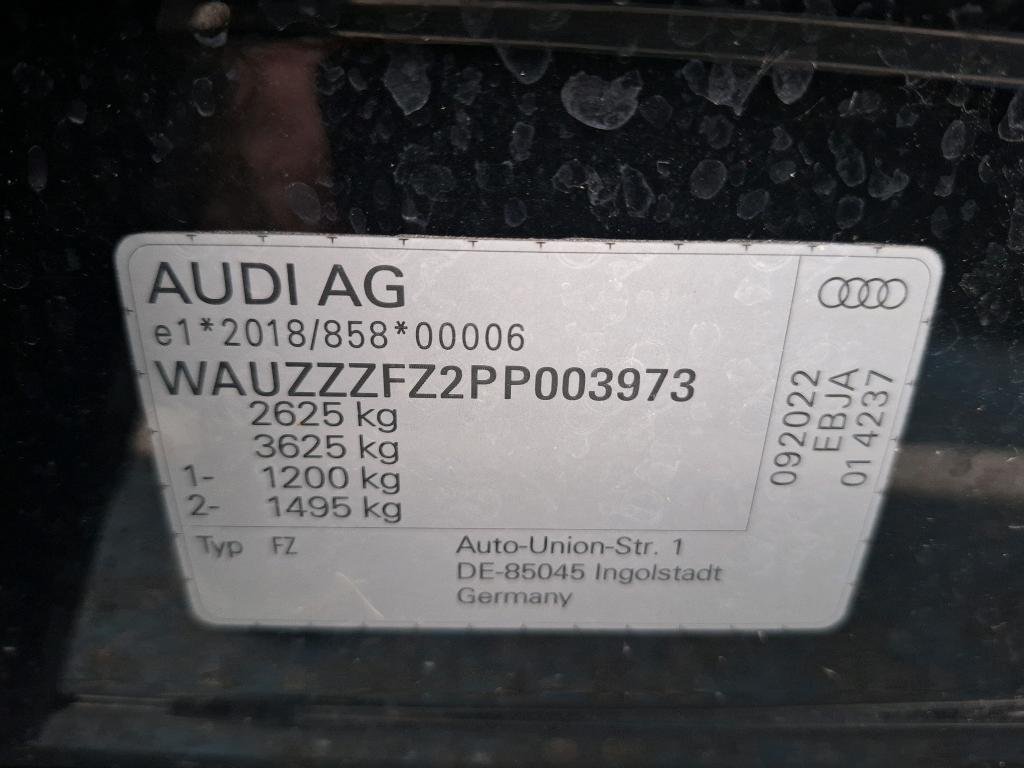 AUDI AG
e1*2018/858*00006
WAUZZZFZ2PP003973
2625 kg
3625 kg
1- 1200 kg
2- 1495 kg
Typ FZ
Auto-Union-Str. 1
DE-85045 Ingolstadt
Germany
092022
EBJA
014237